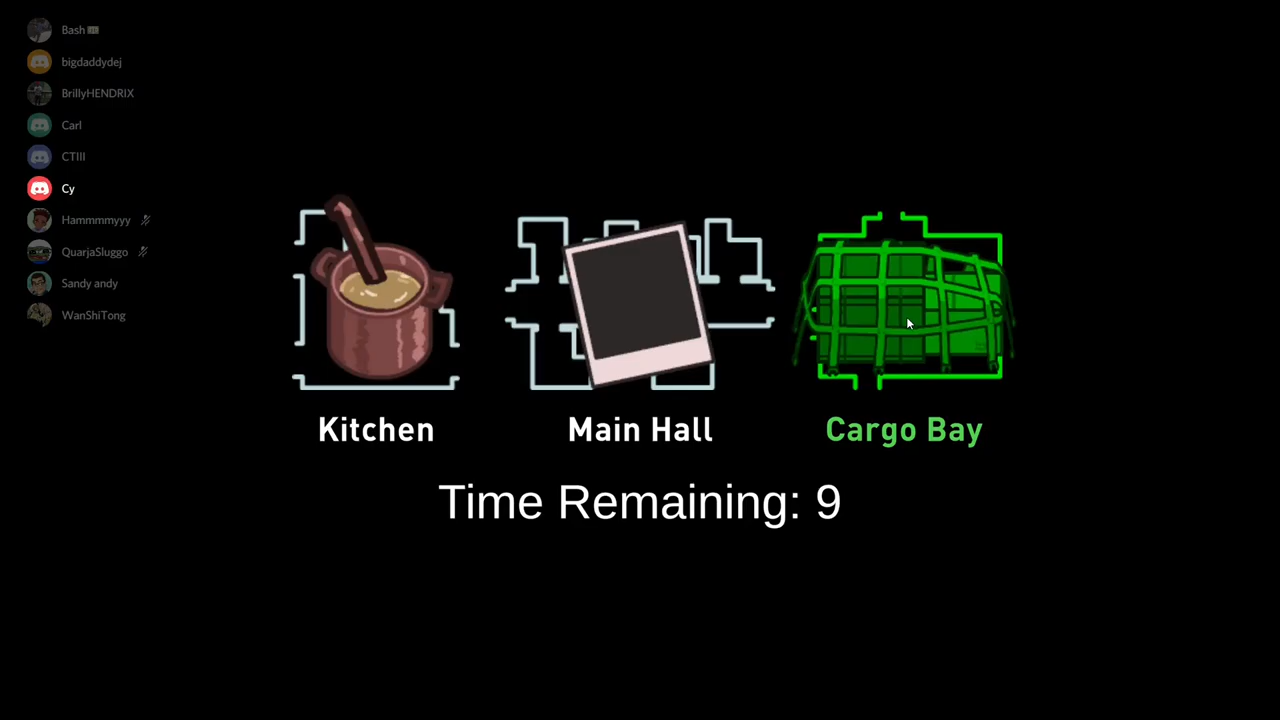 Bash
bigdaddydej
BrillyHENDRIX
Carl
CTIII
Cy
Hammmmyyy
QuarjaSluggo
Sandy andy
WanShiTong
Kitchen
Main Hall
Cargo Bay
Time Remaining: 9